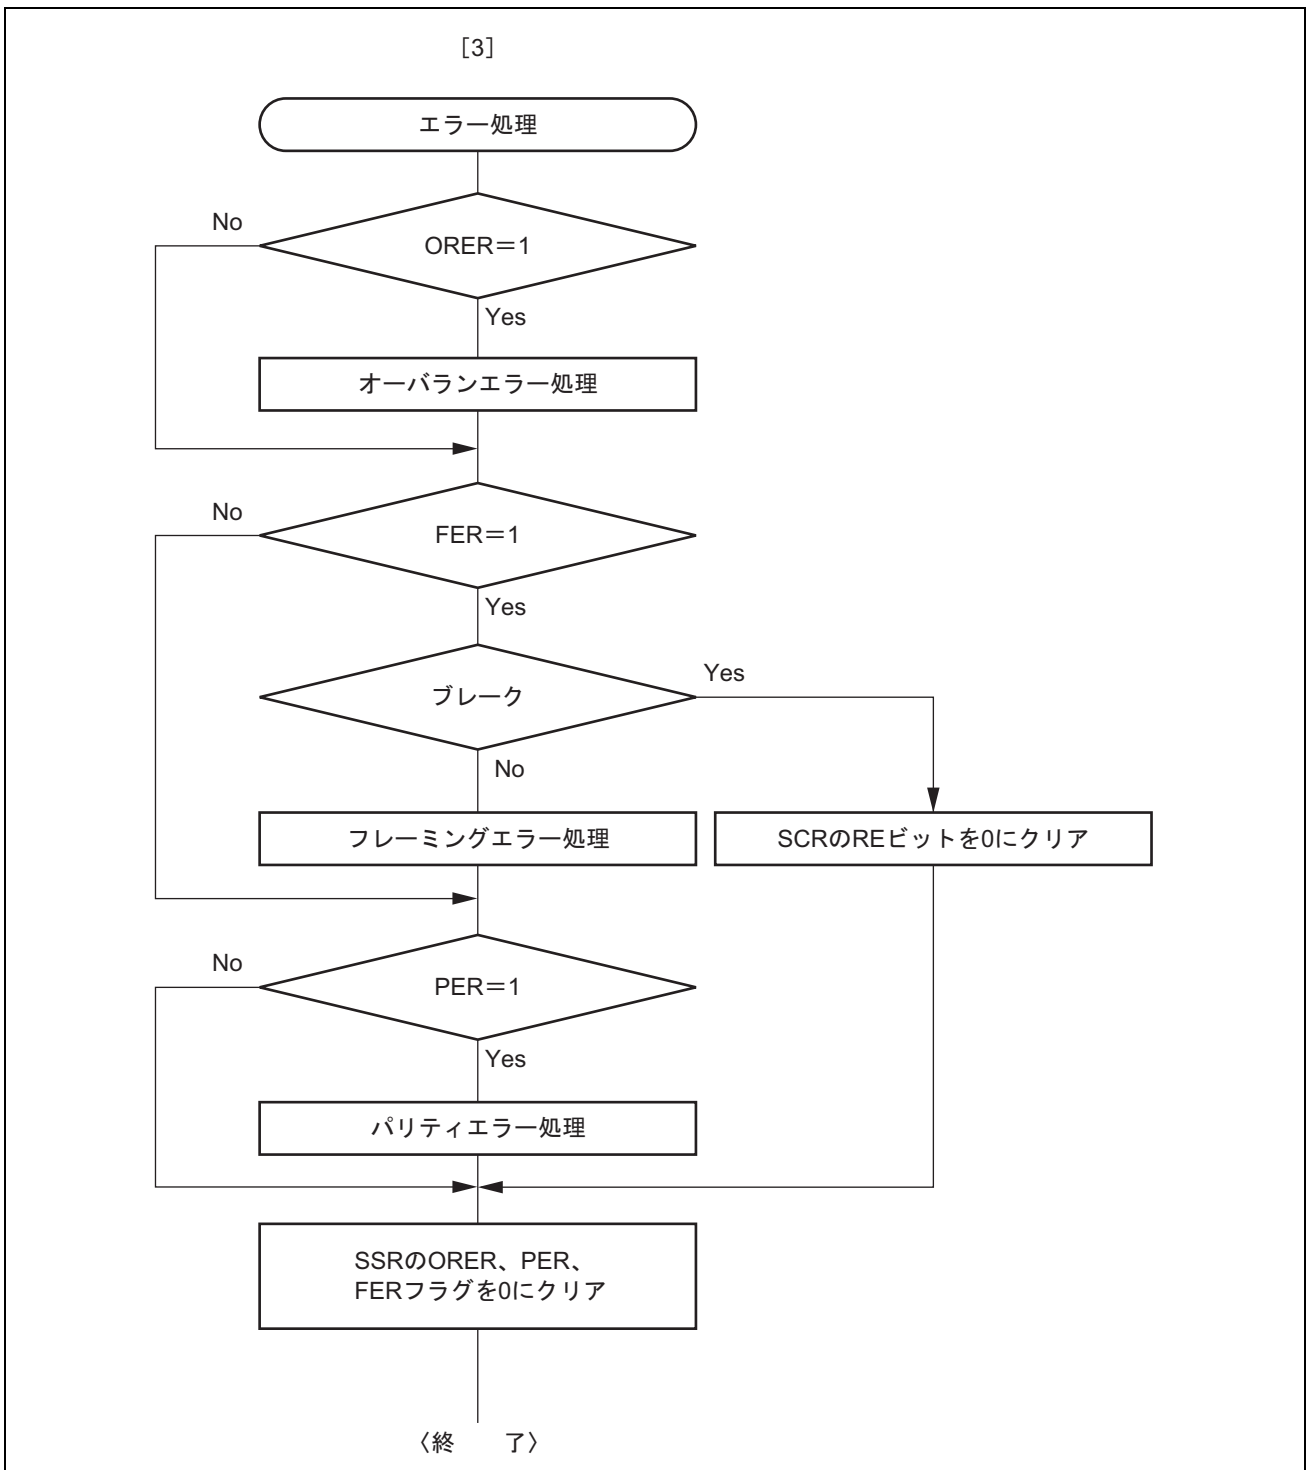 [3]
エラー処理
No
ORER＝1
Yes
オーバランエラー処理
No
FER＝1
Yes
ブレーク
Yes
No
フレーミングエラー処理
SCRのREビットを0にクリア
No
PER＝1
Yes
パリティエラー処理
SSRのORER、PER、
FERフラグを0にクリア
〈終　　了〉